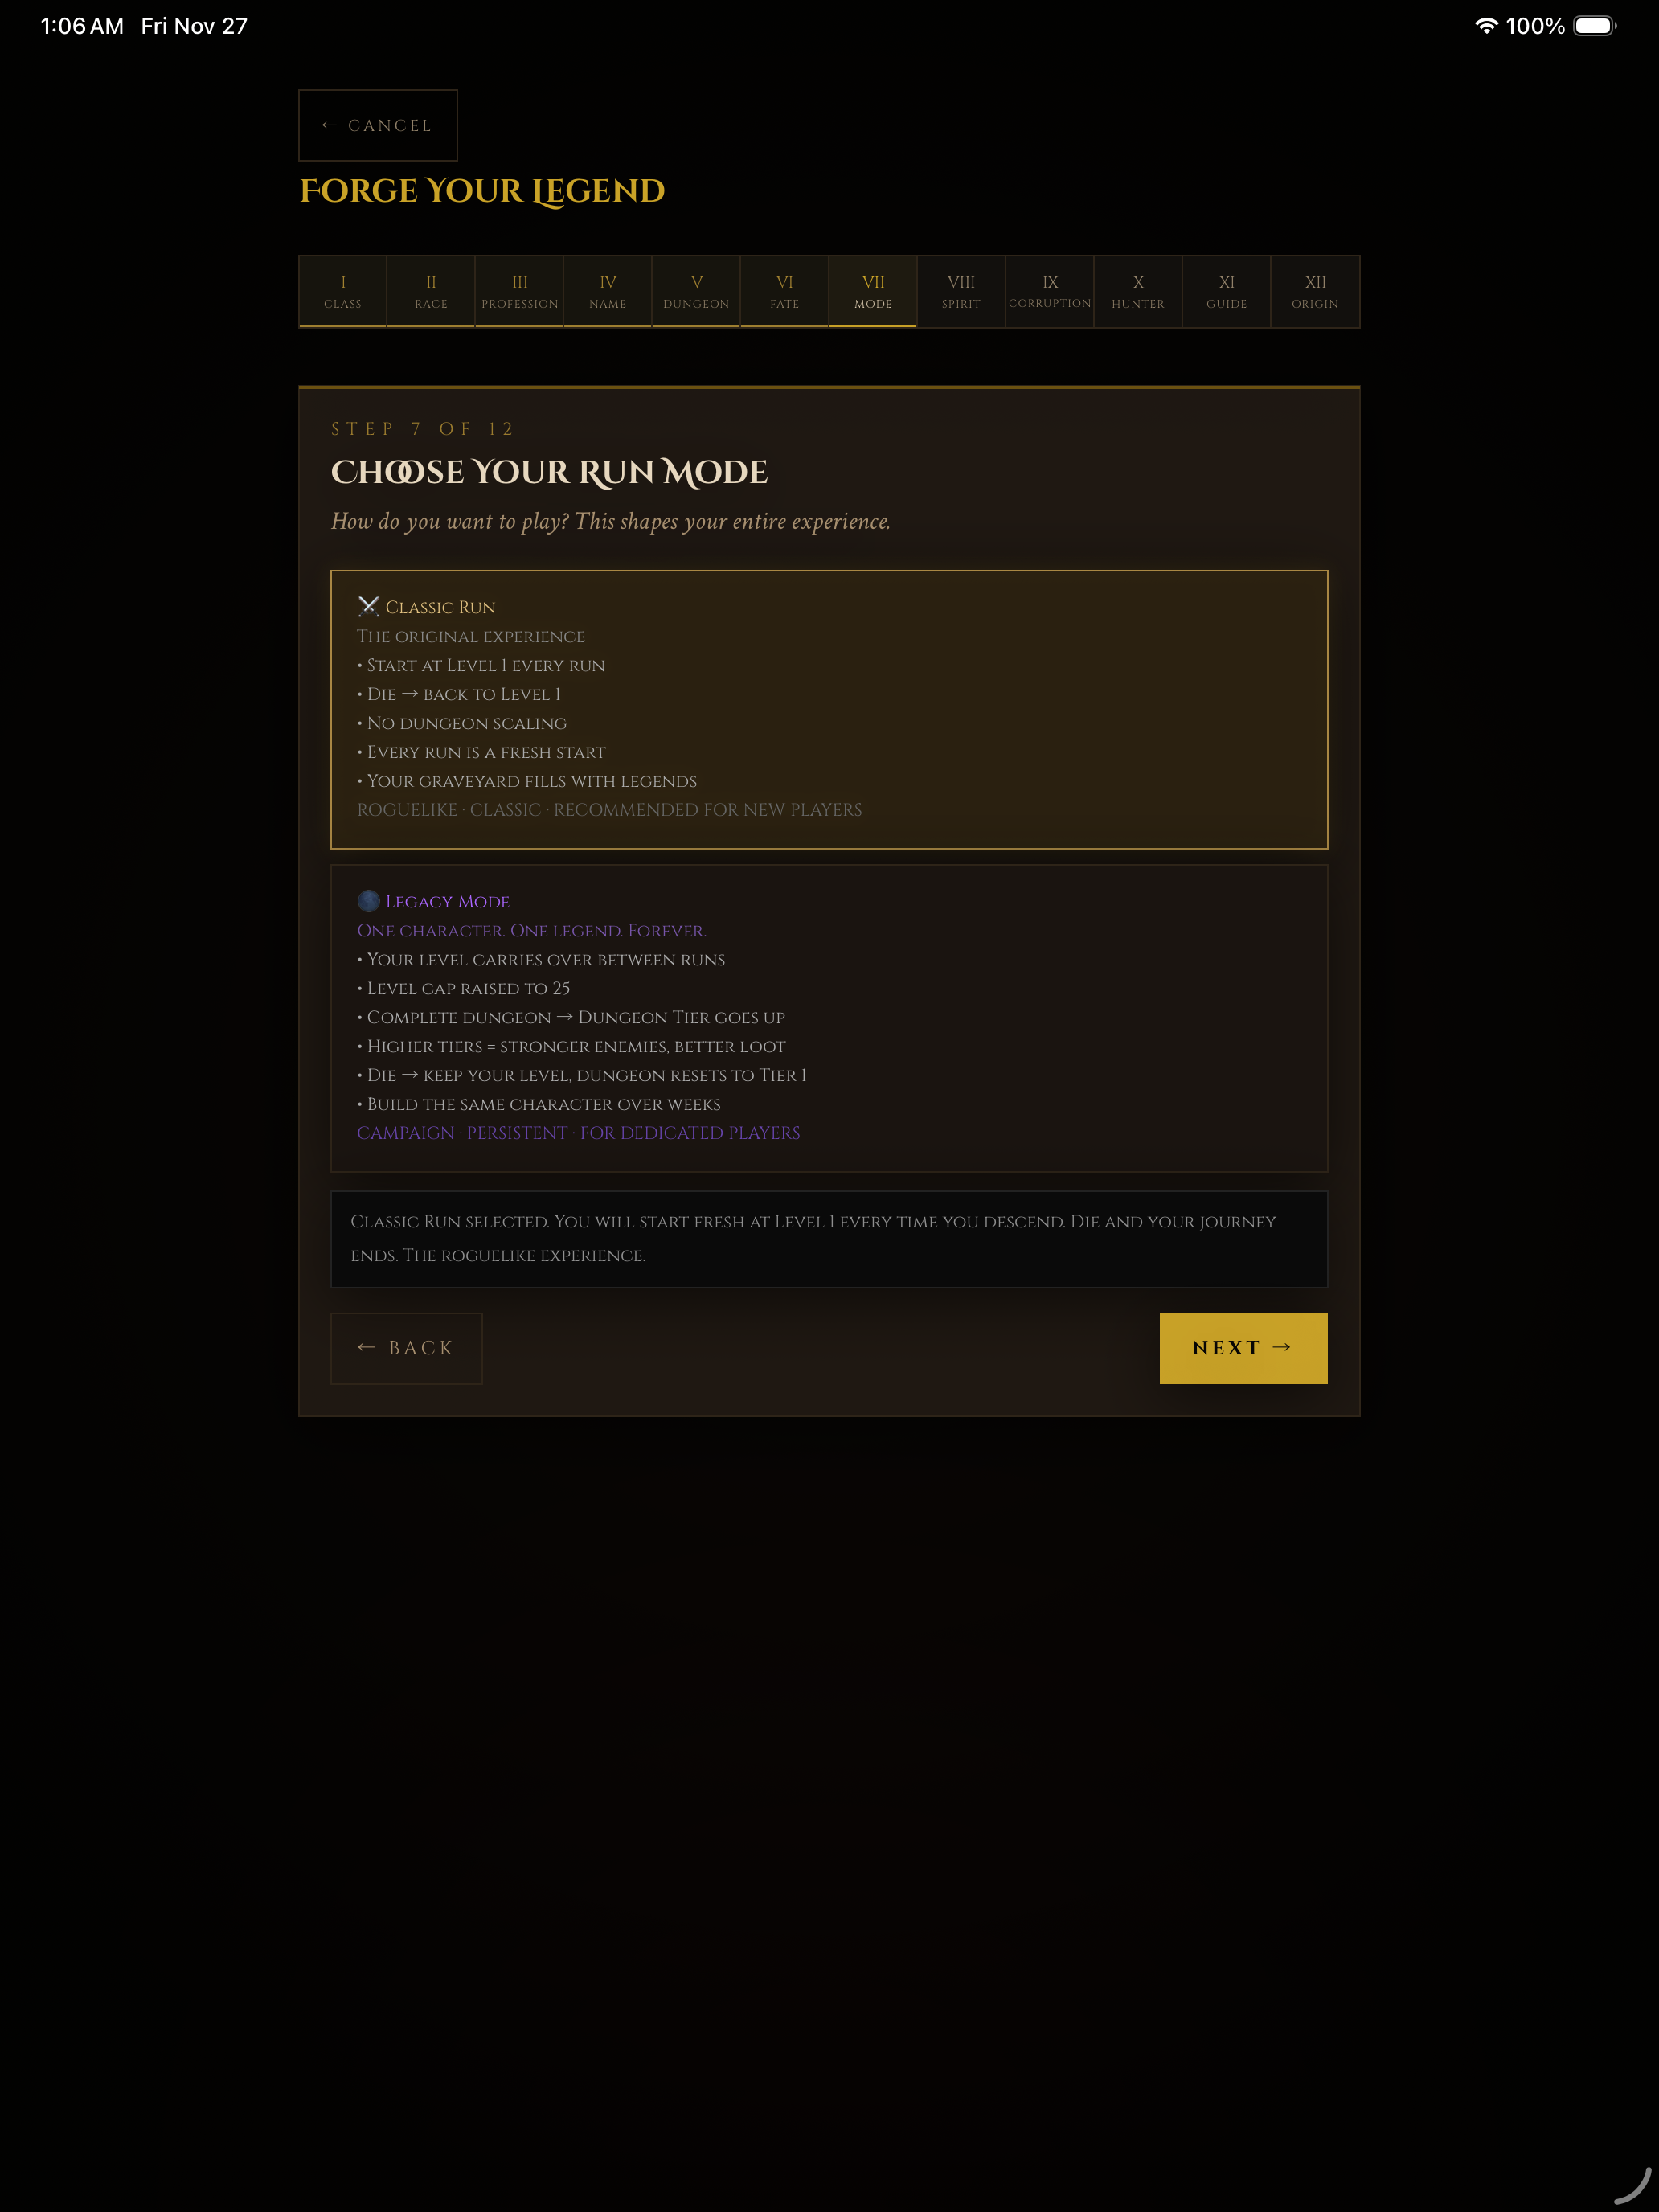 1:06 AM Fri Nov 27
100%
← CANCEL
Forge Your Legend
I
CLASS
II
RACE
III
PROFESSION
IV
NAME
V
DUNGEON
VI
FATE
VII
MODE
VIII
SPIRIT
IX
CORRUPTION
X
HUNTER
XI
GUIDE
XII
ORIGIN
STEP 7 OF 12
Choose Your Run Mode
How do you want to play? This shapes your entire experience.
⚔️ Classic Run
The original experience
• Start at Level 1 every run
• Die → back to Level 1
• No dungeon scaling
• Every run is a fresh start
• Your graveyard fills with legends
ROGUELIKE · CLASSIC · RECOMMENDED FOR NEW PLAYERS
🌑 Legacy Mode
One character. One legend. Forever.
• Your level carries over between runs
• Level cap raised to 25
• Complete dungeon → Dungeon Tier goes up
• Higher tiers = stronger enemies, better loot
• Die → keep your level, dungeon resets to Tier 1
• Build the same character over weeks
CAMPAIGN · PERSISTENT · FOR DEDICATED PLAYERS
Classic Run selected. You will start fresh at Level 1 every time you descend. Die and your journey
ends. The roguelike experience.
← BACK
NEXT →